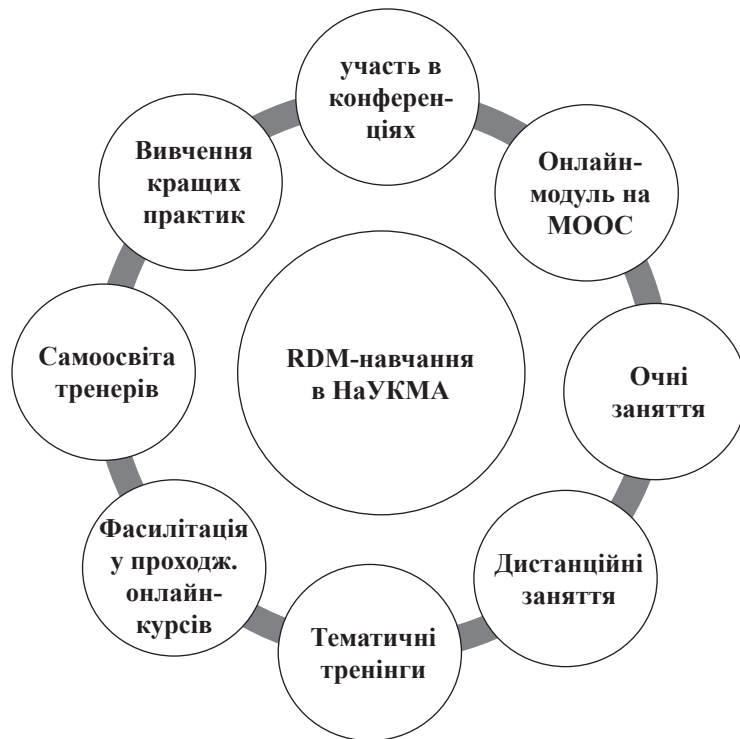 участь в
конферен-
ціях
Онлайн-
модуль на
МООС
Очні
заняття
Дистанційні
заняття
Тематичні
тренінги
Фасилітація
у проходж.
онлайн-
курсів
Самоосвіта
тренерів
Вивчення
кращих
практик
RDM-навчання
в НаУКМА